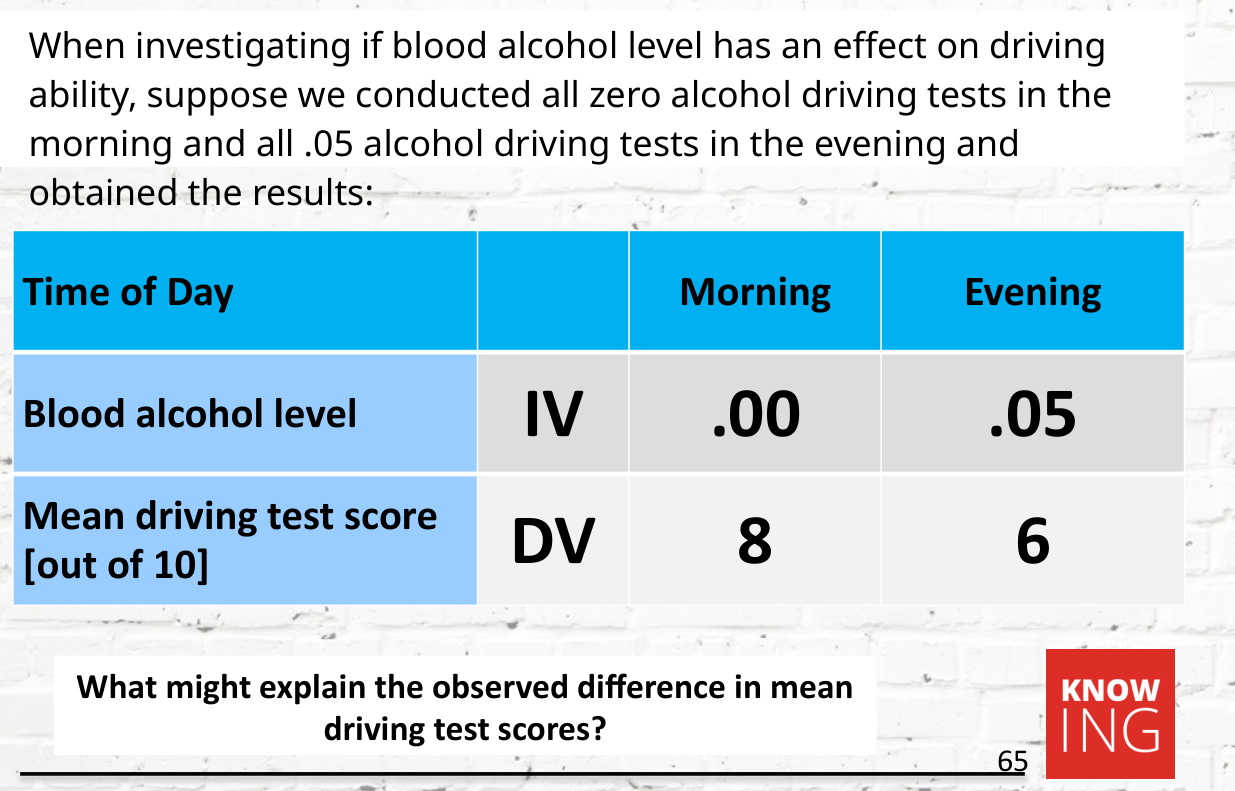 When investigating if blood alcohol level has an effect on driving
ability, suppose we conducted all zero alcohol driving tests in the
morning and all .05 alcohol driving tests in the evening and
obtained the results:
Time of Day Morning Evening
Blood alcohol level IV .00 .05
Mean driving test score
[out of 10] DV 8 6
What might explain the observed difference in mean
driving test scores?
KNOW
ING
65